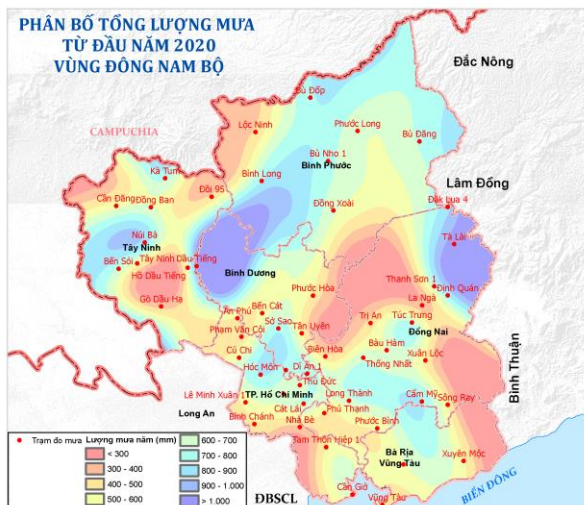 PHÂN BỐ TỔNG LƯỢNG MƯA
TỪ ĐẦU NĂM 2020
VÙNG ĐÔNG NAM BỘ
Đắc Nông
Bù Đốp
CAMPUCHIA
Lộc Ninh
Phước Long
Bù Đăng
Bù Nho 1
Bình Phước
Kà Tum
Bình Long
Lâm Đồng
Đồi 95
Cần Đăng
Đồng Ban
Đồng Xoài
Đắk Lua 4
Núi Bà
Tây Ninh
Tà Lài
Bến Sỏi
Tây Ninh
Dầu Tiếng
Hồ Dầu Tiếng
Bình Dương
Thanh Sơn 1
Phước Hòa
Định Quán
Gò Dầu Hạ
La Ngà
Bến Cát
An Phú
Sở Sao
Trị An
Túc Trưng
Tân Uyên
Đồng Nai
Phạm Văn Cội
Bàu Hàm
Củ Chi
Biên Hòa
Thống Nhất
Xuân Lộc
Bình Thuận
Hóc Môn
Dĩ An 1
Thủ Đức
Lê Minh Xuân 1
TP. Hồ Chí Minh
Long Thành
Cẩm Mỹ
Sông Ray
Long An
Cát Lái
Phú Thạnh
Bình Chánh
Nhà Bè
Phước Bình
Tam Thôn Hiệp 1
Bà Rịa
Vũng Tàu
Xuyên Mộc
Cần Giờ
Vũng Tàu
BIỂN ĐÔNG
ĐBSCL
Trạm đo mưa
Lượng mưa năm (mm)
< 300
300 - 400
400 - 500
500 - 600
600 - 700
700 - 800
800 - 900
900 - 1.000
> 1.000